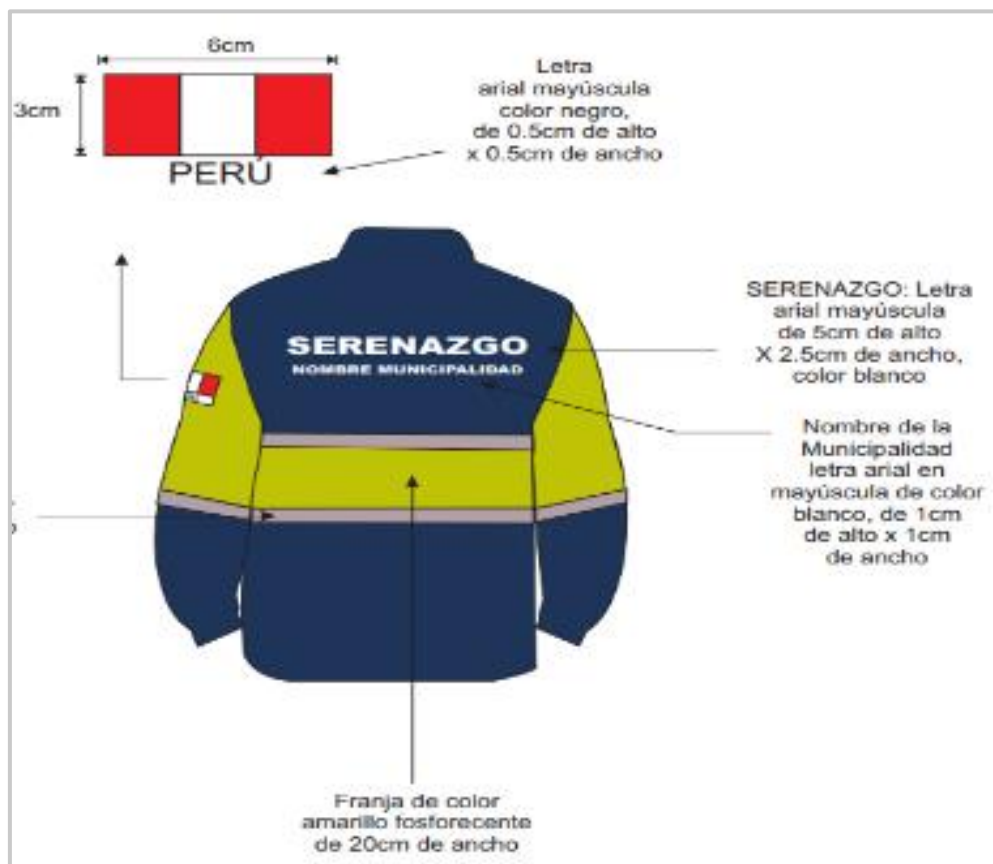 6cm
3cm
PERÚ
Letra
arial mayúscula
color negro,
de 0.5cm de alto
x 0.5cm de ancho
SERENAZGO
NOMBRE MUNICIPALIDAD
SERENAZGO: Letra
arial mayúscula
de 5cm de alto
X 2.5cm de ancho,
color blanco
Nombre de la
Municipalidad
letra arial en
mayúscula de color
blanco, de 1cm
de alto x 1cm
de ancho
Franja de color
amarillo fosforecente
de 20cm de ancho